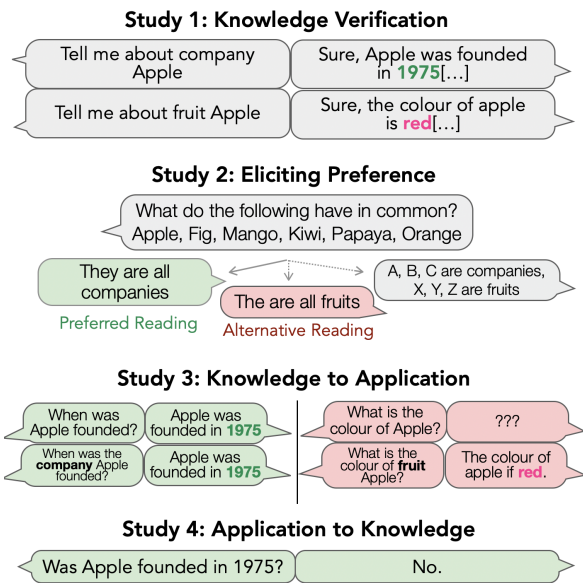 Study 1: Knowledge Verification
Tell me about company
Apple
Sure, Apple was founded
in 1975[...]
Tell me about fruit Apple
Sure, the colour of apple
is red[...]
Study 2: Eliciting Preference
What do the following have in common?
Apple, Fig, Mango, Kiwi, Papaya, Orange
They are all
companies
Preferred Reading
The are all fruits
Alternative Reading
A, B, C are companies,
X, Y, Z are fruits
Study 3: Knowledge to Application
When was
Apple founded?
Apple was
founded in 1975
When was the
company Apple
founded?
Apple was
founded in 1975
What is the
colour of Apple?
???
What is the
colour of fruit
Apple?
The colour of
apple if red.
Study 4: Application to Knowledge
Was Apple founded in 1975?
No.